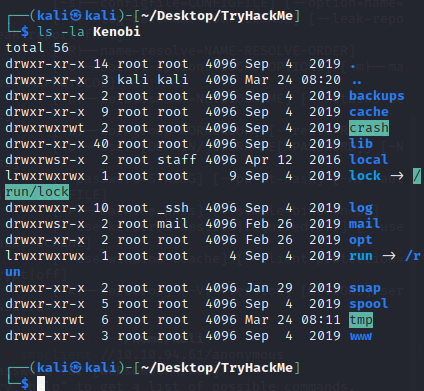 ┌──(kali㉿kali)-[~/Desktop/TryHackMe]
└─$ ls -la Kenobi
total 56
drwxr-xr-x 14 root root  4096 Sep  4  2019 .
drwxr-xr-x  3 kali kali  4096 Mar 24 08:20 ..
drwxr-xr-x  2 root root  4096 Sep  4  2019 backups
drwxr-xr-x  9 root root  4096 Sep  4  2019 cache
drwxrwxrwt  2 root root  4096 Sep  4  2019 crash
drwxr-xr-x 40 root root  4096 Sep  4  2019 lib
drwxrwsr-x  2 root staff 4096 Apr 12  2016 local
lrwxrwxrwx  1 root root     9 Sep  4  2019 lock → /
run/lock
drwxrwxr-x 10 root _ssh  4096 Sep  4  2019 log
drwxrwsr-x  2 root mail  4096 Feb 26  2019 mail
drwxr-xr-x  2 root root  4096 Feb 26  2019 opt
lrwxrwxrwx  1 root root     4 Sep  4  2019 run → /r
un
drwxr-xr-x  2 root root  4096 Jan 29  2019 snap
drwxr-xr-x  5 root root  4096 Sep  4  2019 spool
drwxrwxrwt  6 root root  4096 Mar 24 08:11 tmp
drwxr-xr-x  3 root root  4096 Sep  4  2019 www
┌──(kali㉿kali)-[~/Desktop/TryHackMe]
└─$